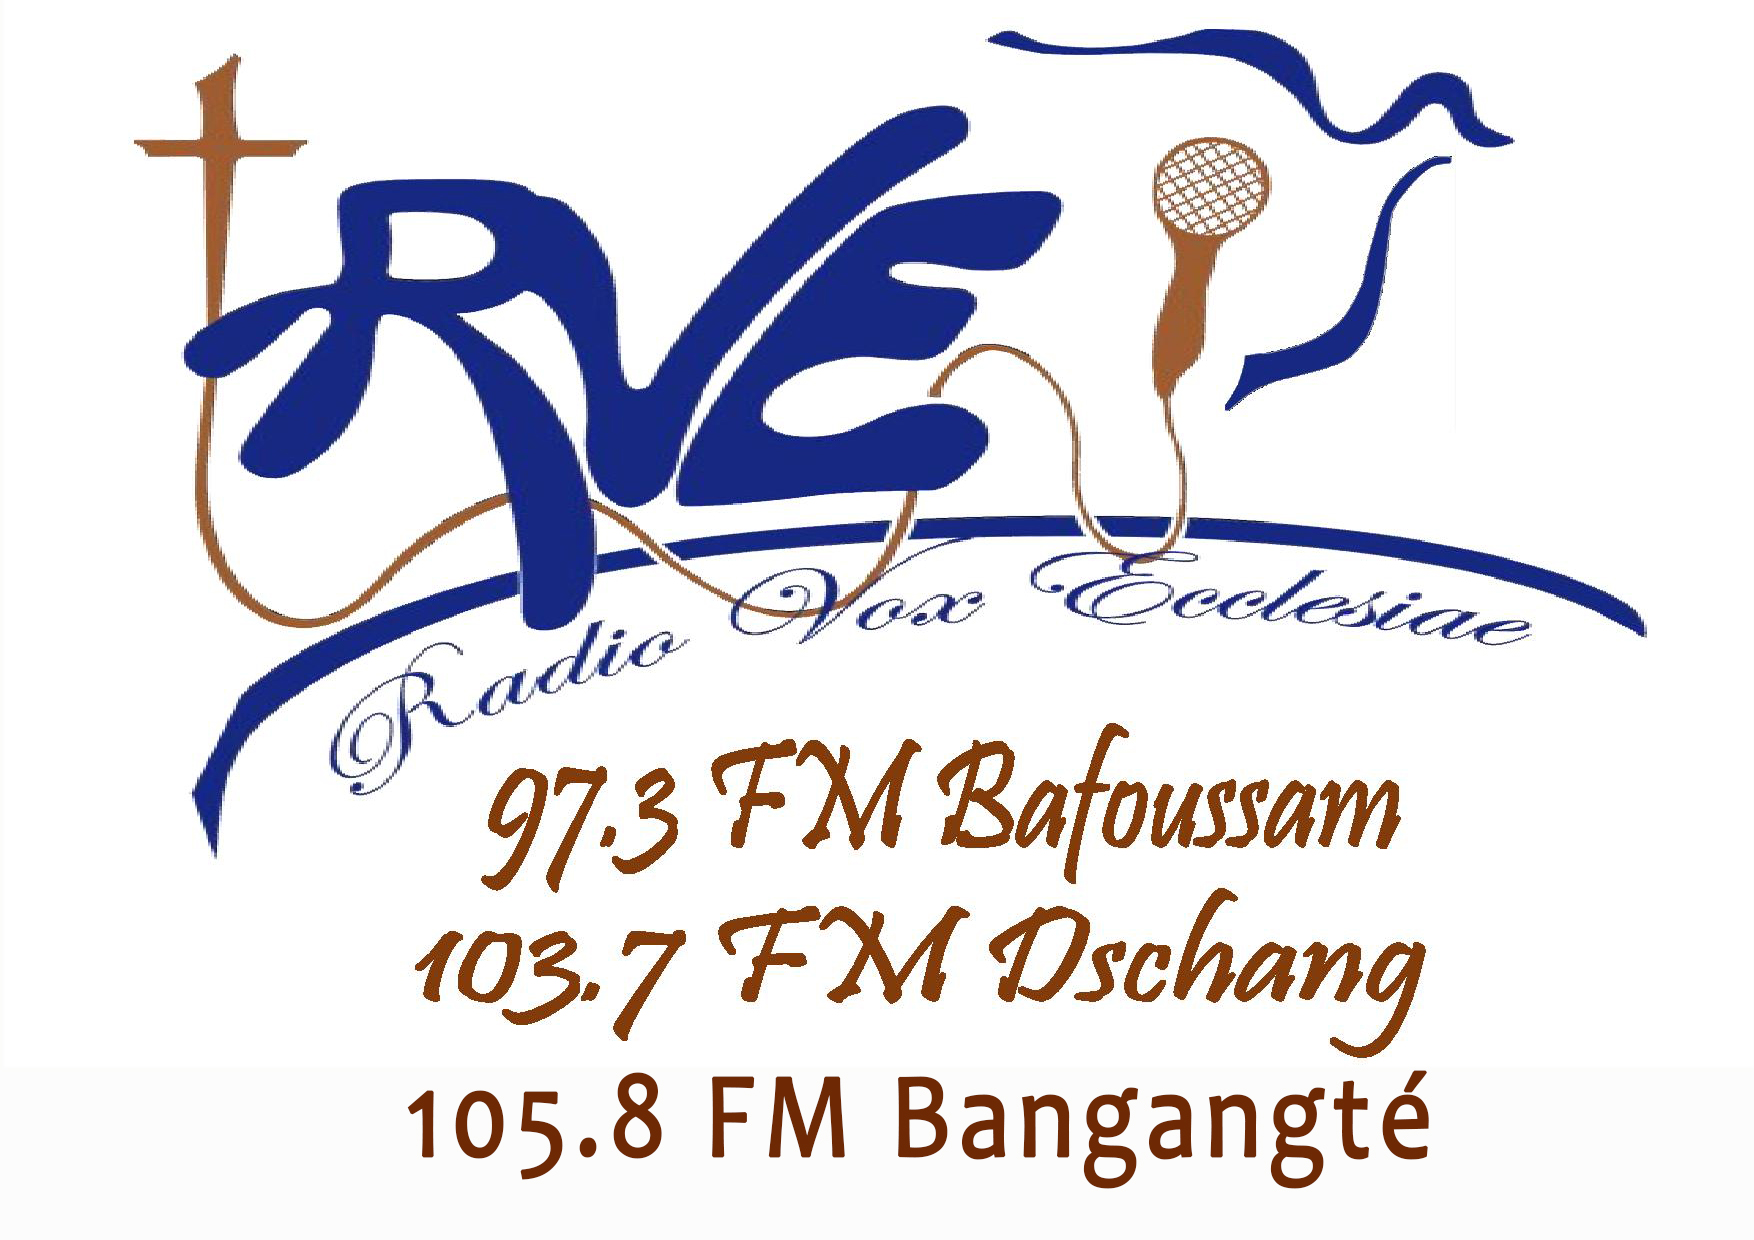 RVE
Radio Vox Ecclesiae
97.3 FM Bafoussam
103.7 FM Dschang
105.8 FM Bangangté